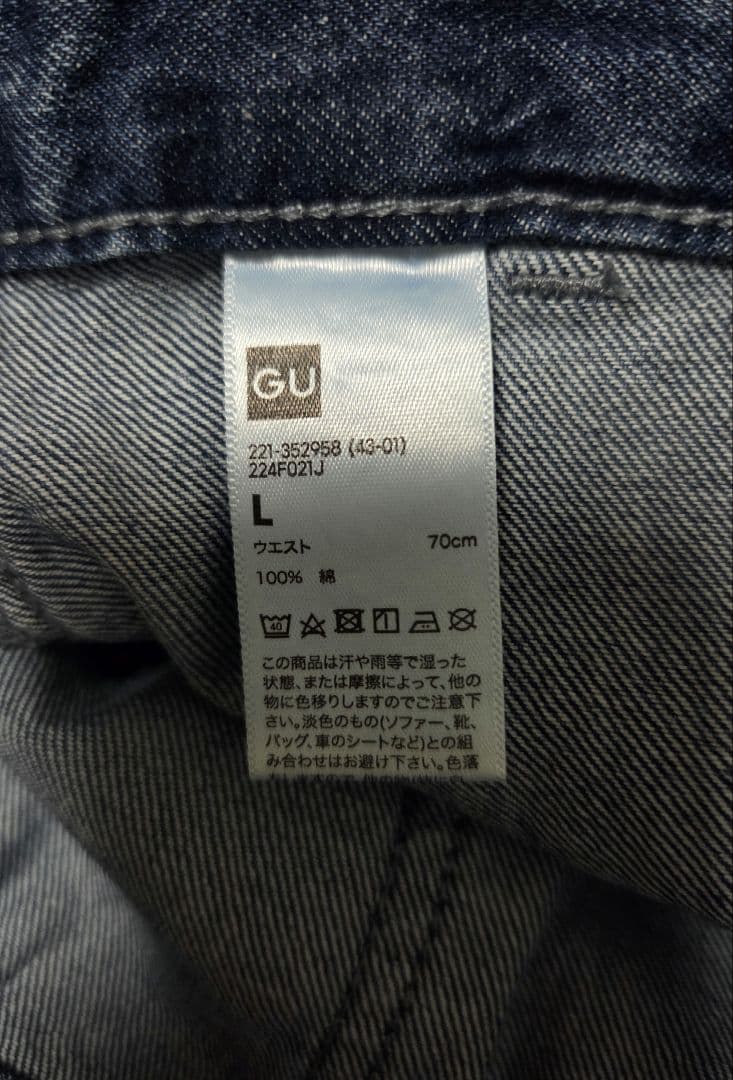 GU
221-352958 (43-01)
224F021J
L
ウエスト 70cm
100% 綿
40
この商品は汗や雨等で湿った
状態、または摩擦によって、他の
物に色移りしますのでご注意下
さい。淡色のもの(ソファー、靴、
バッグ、車のシートなど)との組
み合わせはお避け下さい。色落